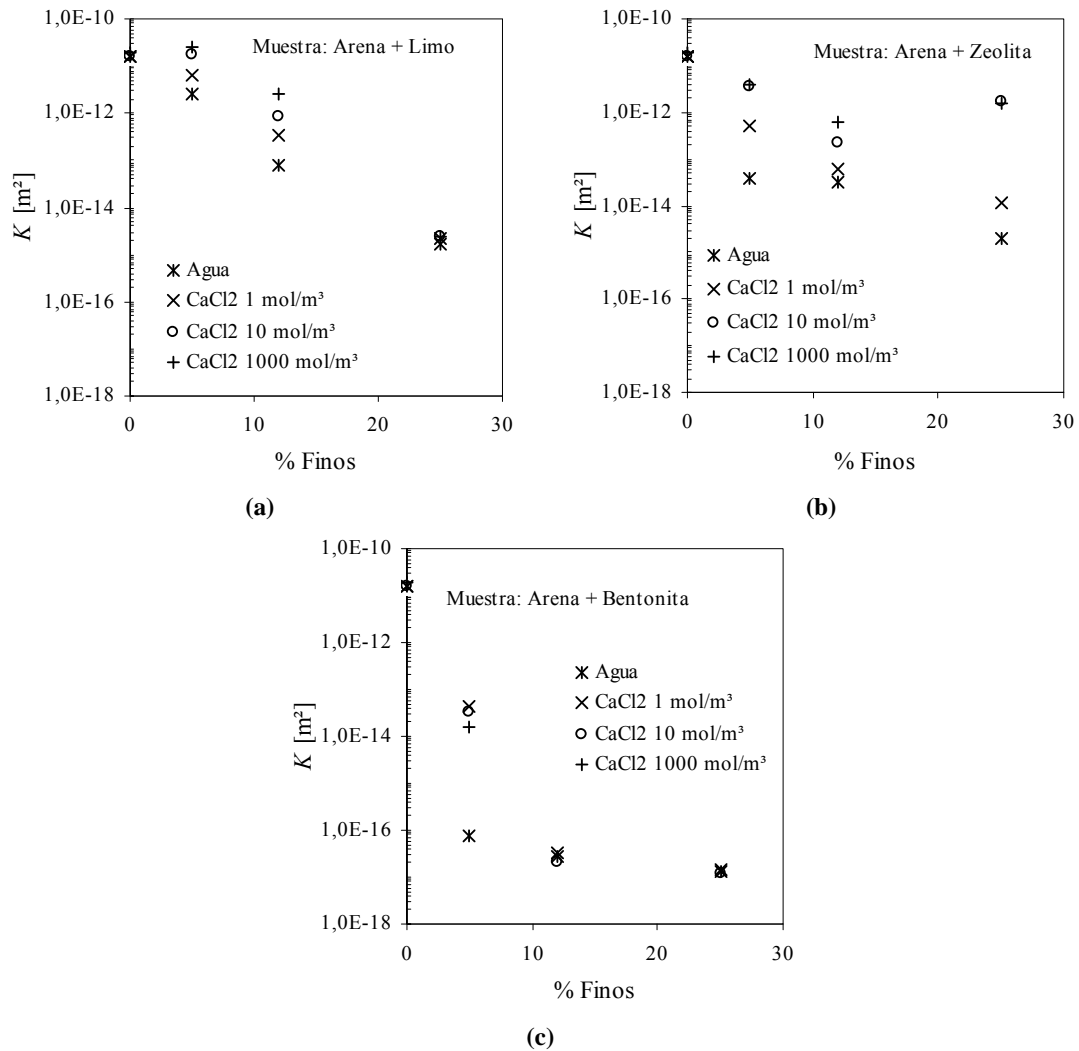 1,0E-10
1,0E-12
1,0E-14
1,0E-16
1,0E-18
K [m²]
Muestra: Arena + Limo
Agua
CaCl2 1 mol/m³
CaCl2 10 mol/m³
CaCl2 1000 mol/m³
0 10 20 30
% Finos
(a)
1,0E-10
1,0E-12
1,0E-14
1,0E-16
1,0E-18
K [m²]
Muestra: Arena + Zeolita
Agua
CaCl2 1 mol/m³
CaCl2 10 mol/m³
CaCl2 1000 mol/m³
0 10 20 30
% Finos
(b)
1,0E-10
1,0E-12
1,0E-14
1,0E-16
1,0E-18
K [m²]
Muestra: Arena + Bentonita
Agua
CaCl2 1 mol/m³
CaCl2 10 mol/m³
CaCl2 1000 mol/m³
0 10 20 30
% Finos
(c)